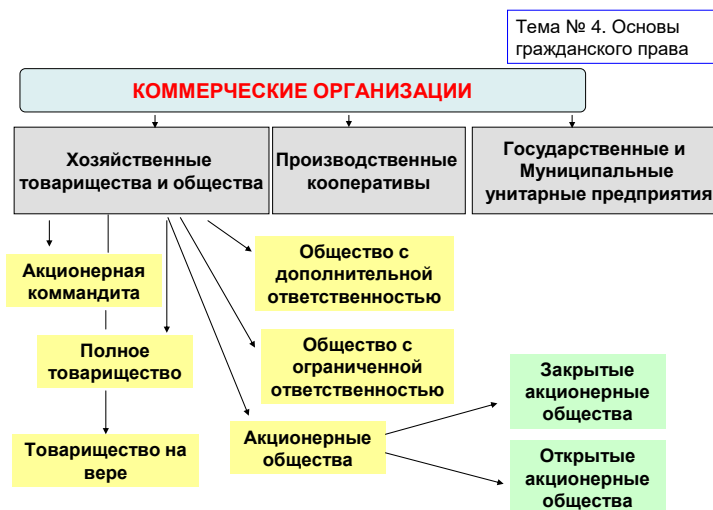 Тема № 4. Основы
гражданского права
КОММЕРЧЕСКИЕ ОРГАНИЗАЦИИ
Хозяйственные
товарищества и общества
Производственные
кооперативы
Государственные и
Муниципальные
унитарные предприятия
Акционерная
коммандита
Общество с
дополнительной
ответственностью
Полное
товарищество
Общество с
ограниченной
ответственностью
Закрытые
акционерные
общества
Товарищество на
вере
Акционерные
общества
Открытые
акционерные
общества